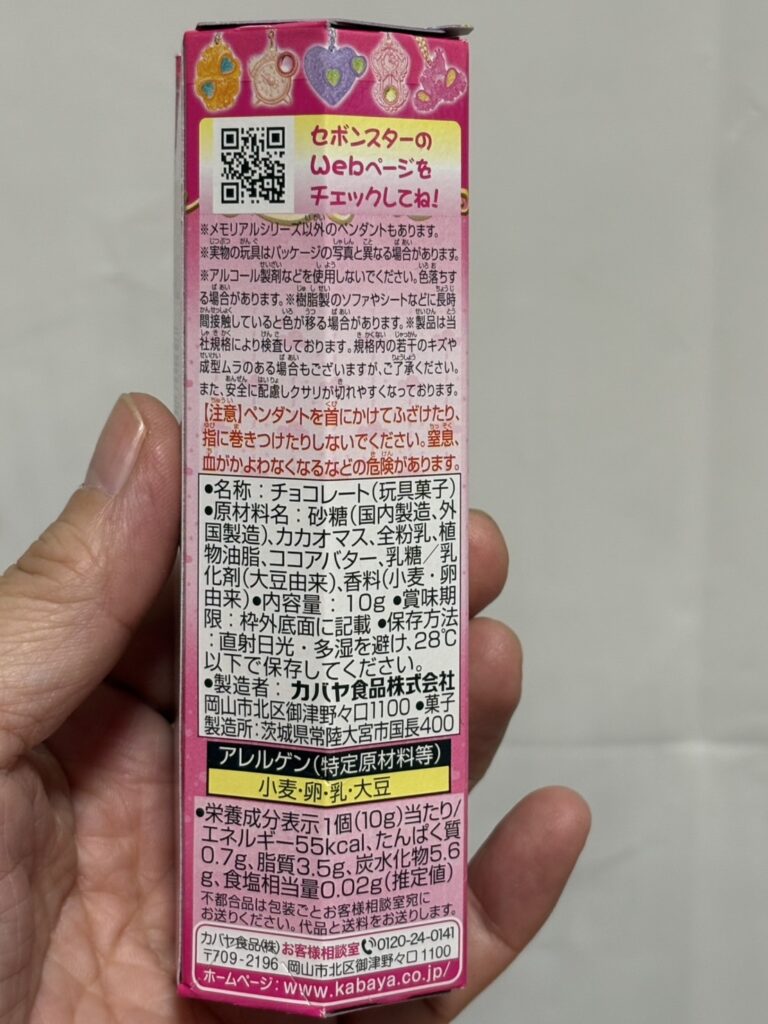 セボンスターの
Webページを
チェックしてね!
※メモリアルシリーズ以外のペンダントもあります。
※実物の玩具はパッケージの写真と異なる場合があります。
※アルコール製剤などを使用しないでください。色落ちす
る場合があります。※樹脂製のソファやシートなどに長時
間接触していると色が移る場合があります。※製品は当
社規格により検査しております。規格内の若干のキズや
成型ムラのある場合もございますが、ご了承ください。
また、安全に配慮しクサリが切れやすくなっております。
【注意】ペンダントを首にかけてふざけたり、
指に巻きつけたりしないでください。窒息、
血がかよわなくなるなどの危険があります。
●名称:チョコレート(玩具菓子)
●原材料名:砂糖(国内製造、外
国製造)、カカオマス、全粉乳、植
物油脂、ココアバター、乳糖/乳
化剤(大豆由来)、香料(小麦・卵
由来)●内容量:10g ●賞味期
限:枠外底面に記載 ●保存方法
:直射日光・多湿を避け、28℃
以下で保存してください。
●製造者:カバヤ食品株式会社
岡山市北区御津野々口1100 ●菓子
製造所:茨城県常陸大宮市国長400
アレルゲン(特定原材料等)
小麦・卵・乳・大豆
●栄養成分表示1個(10g)当たり/
エネルギー55kcal、たんぱく質
0.7g、脂質3.5g、炭水化物5.6
g、食塩相当量0.02g(推定値)
不都合品は包装ごとお客様相談室宛に
お送りください。代品と送料をお送りします。
カバヤ食品(株)お客様相談室 0120-24-0141
〒709-2196 岡山市北区御津野々口1100
ホームページ:www.kabaya.co.jp/